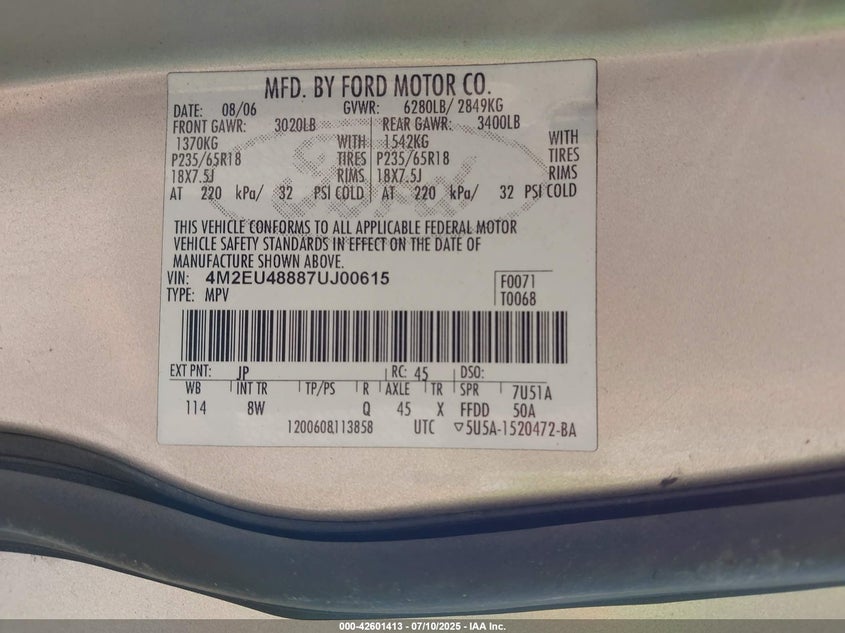 MFD. BY FORD MOTOR CO.
DATE: 08/06 GVWR: 6280LB/ 2849KG
FRONT GAWR: 3020LB REAR GAWR: 3400LB
1370KG WITH 1542KG WITH
P235/65R18 TIRES P235/65R18 TIRES
18X7.5J RIMS 18X7.5J RIMS
AT 220 kPa/ 32 PSI COLD AT 220 kPa/ 32 PSI COLD
Ford
THIS VEHICLE CONFORMS TO ALL APPLICABLE FEDERAL MOTOR
VEHICLE SAFETY STANDARDS IN EFFECT ON THE DATE OF
MANUFACTURE SHOWN ABOVE.
VIN: 4M2EU48887UJ00615 F0071
TYPE: MPV T0068
EXT PNT: JP RC: 45 DSO:
WB INT TR TP/PS R AXLE TR SPR 7U51A
114 8W Q 45 X FFDD 50A
1200608113858 UTC ▽5U5A-1520472-BA
000-42601413 - 07/10/2025 - IAA Inc.